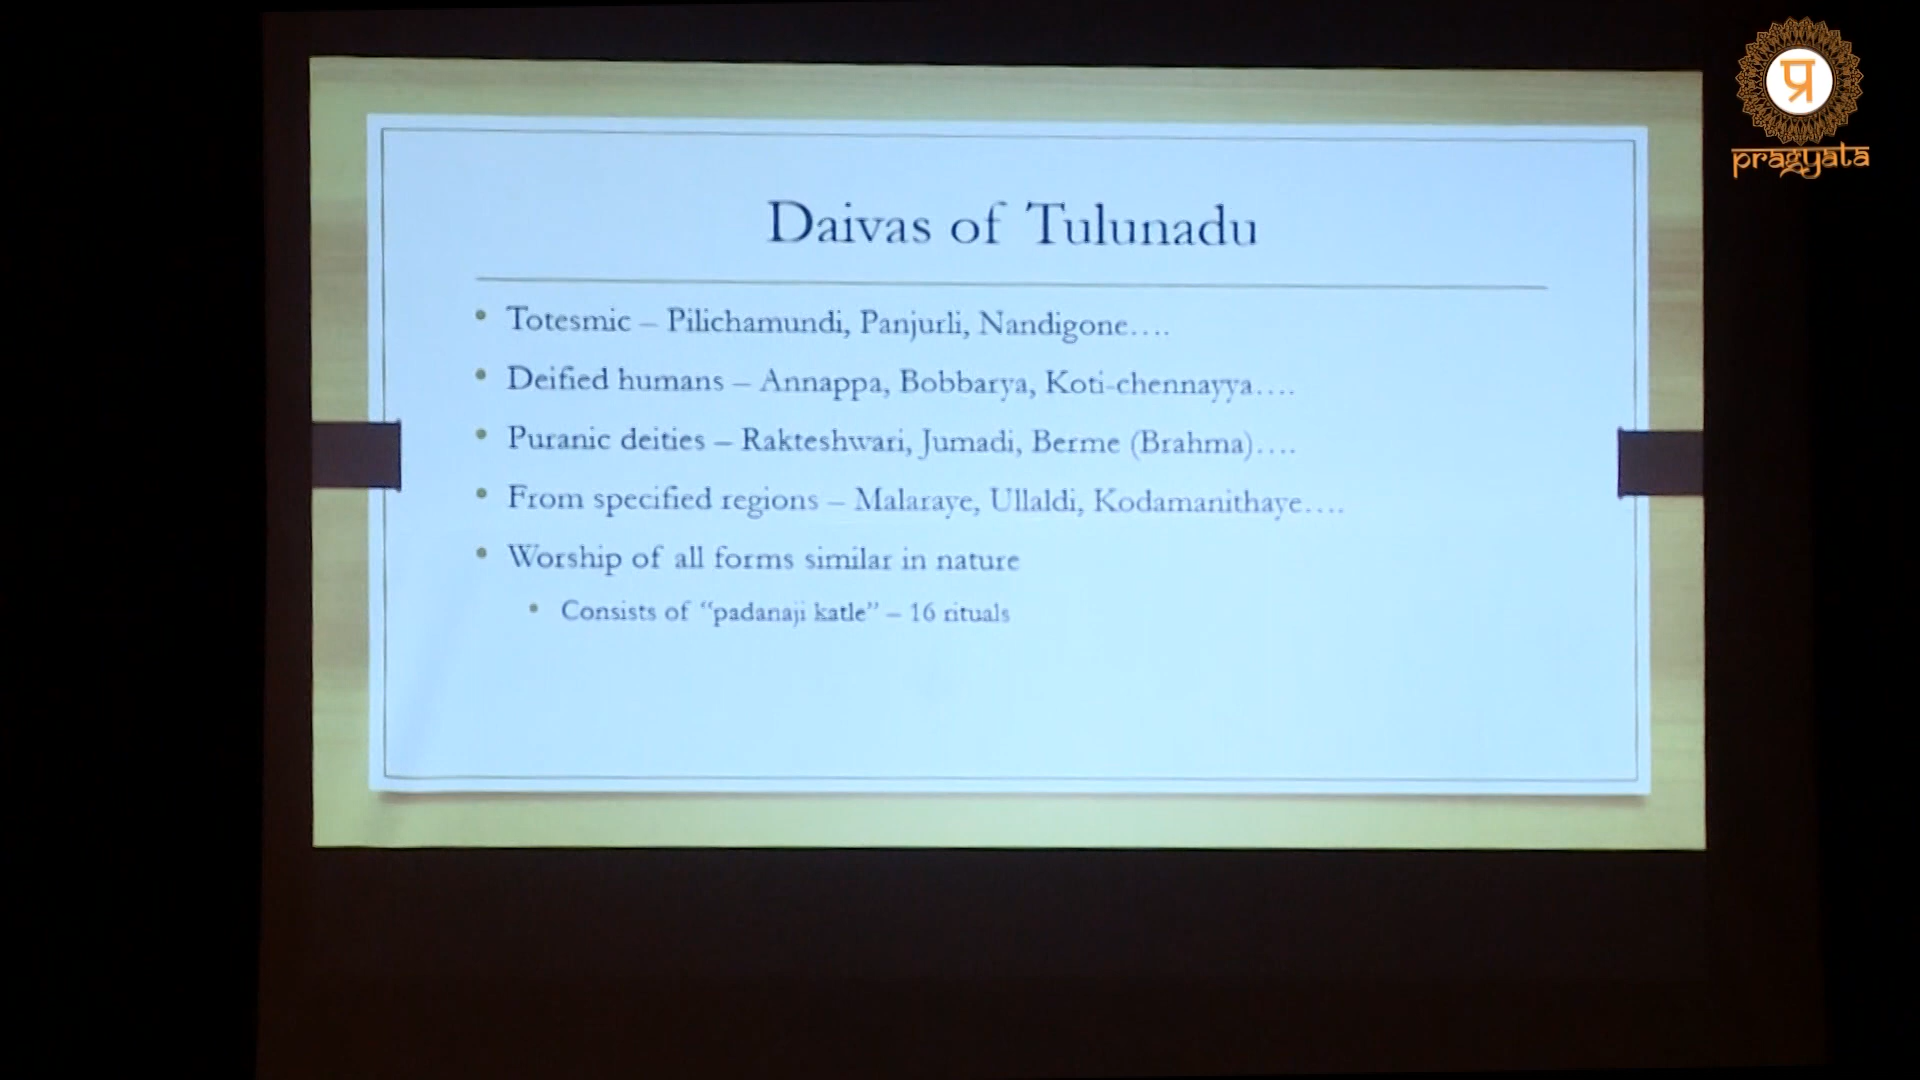 प्र
pragyata
Daivas of Tulunadu
• Totesmic – Pilichamundi, Panjurli, Nandigone….
• Deified humans – Annappa, Bobbarya, Koti-chennayya….
• Puranic deities – Rakteshwari, Jumadi, Berme (Brahma)….
• From specified regions – Malaraye, Ullaldi, Kodamanithaye….
• Worship of all forms similar in nature
• Consists of “padanaji katle” – 16 rituals